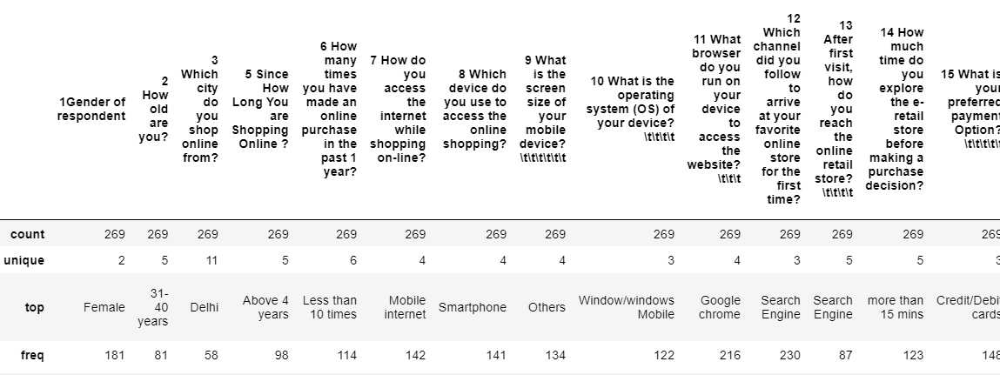 1Gender of
respondent
2
How
old
are
you?
3
Which
city
do
you
shop
online
from?
5 Since
How
Long You
are
Shopping
Online ?
6 How
many
times
you have
made an
online
purchase
in the
past 1
year?
7 How do
you
access
the
internet
while
shopping
on-line?
8 Which
device do
you use to
access the
online
shopping?
9 What
is the
screen
size of
your
mobile
device?
\t\t\t\t\t\t
10 What is the
operating
system (OS) of
your device?
\t\t\t\t
11 What
browser
do you
run on
your
device
to
access
the
website?
\t\t\t
12
Which
channel
did you
follow
to
arrive
at your
favorite
online
store
for the
first
time?
13
After
first
visit,
how
do
you
reach
the
online
retail
store?
\t\t\t\t
14 How
much
time do
you
explore
the e-
retail
store
before
making a
purchase
decision?
15 What is
your
preferred
payment
Option?
\t\t\t\t\t
count 269 269 269 269 269 269 269 269 269 269 269 269 269 269
unique 2 5 11 5 6 4 4 4 3 4 3 5 5 3
top Female
31-
40
years
Delhi
Above 4
years
Less than
10 times
Mobile
internet
Smartphone
Others
Window/windows
Mobile
Google
chrome
Search
Engine
Search
Engine
more than
15 mins
Credit/Debi
cards
freq 181 81 58 98 114 142 141 134 122 216 230 87 123 148